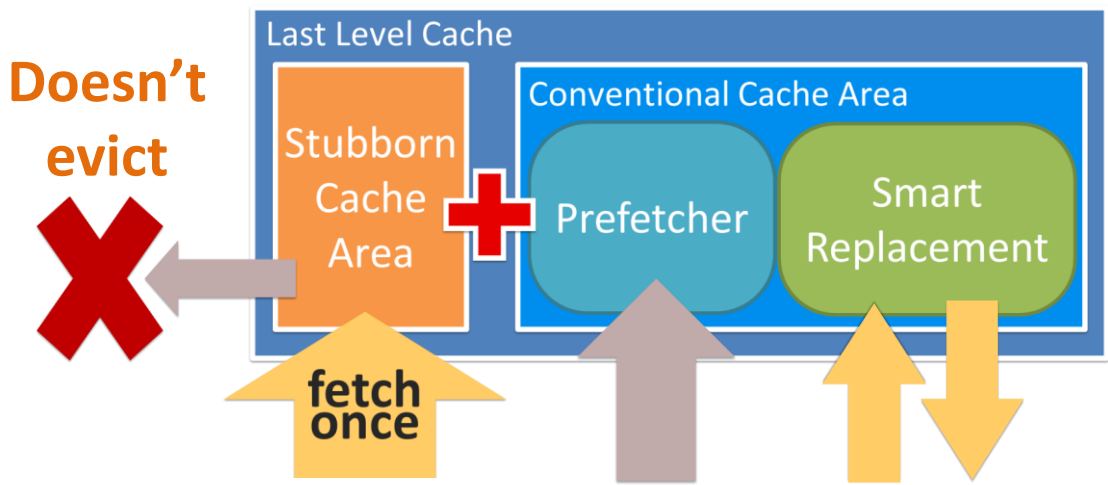 Last Level Cache
Doesn't
evict
Stubborn
Cache
Area
Conventional Cache Area
Prefetcher
Smart
Replacement
fetch
once